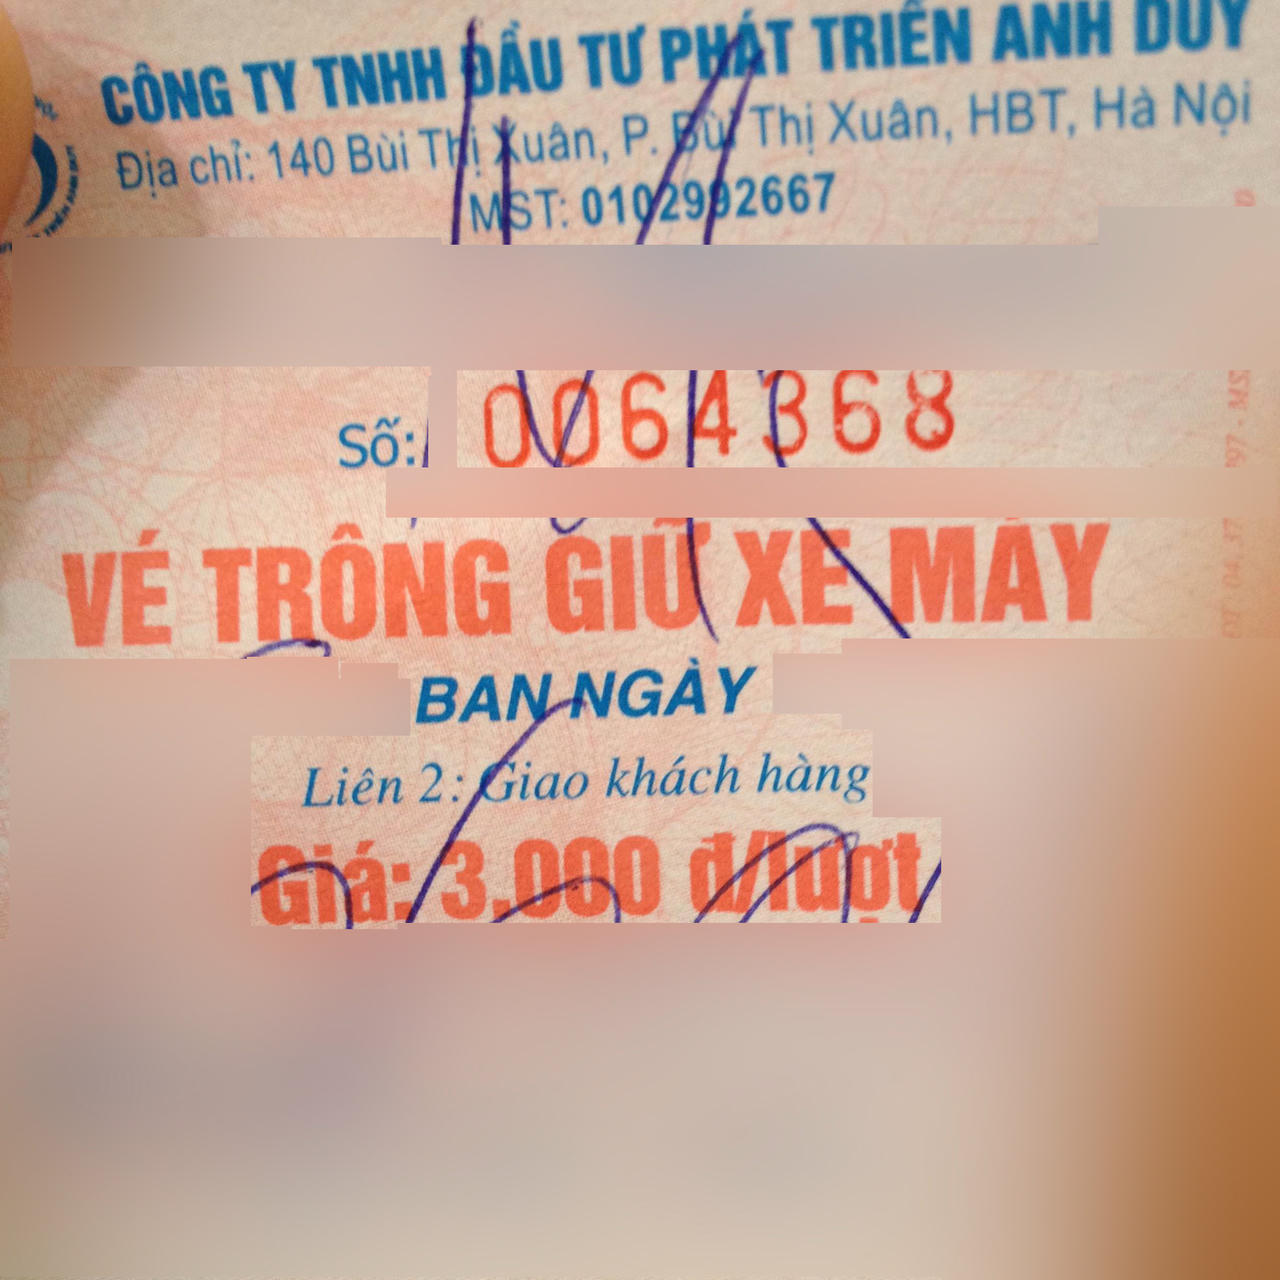 CÔNG TY TNHH ĐẦU TƯ PHÁT TRIỂN ANH DUY
Địa chỉ: 140 Bùi Thị Xuân, P. Bùi Thị Xuân, HBT, Hà Nội
MST: 0102992667
Số: 0064368
VÉ TRÔNG GIỮ XE MÁY
BAN NGÀY
Liên 2: Giao khách hàng
Giá: 3.000 đ/lượt